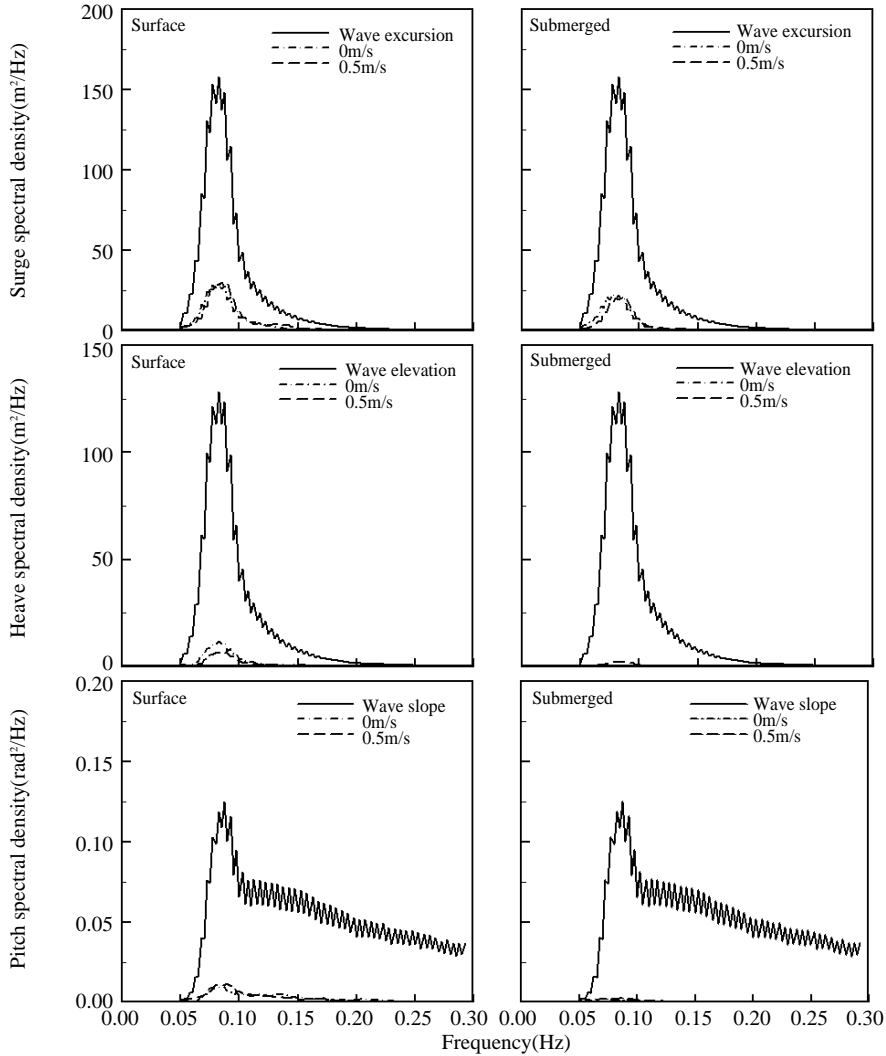 Surge spectral density(m²/Hz)
200
150
100
50
0
Surface
Wave excursion
0m/s
0.5m/s
Submerged
Wave excursion
0m/s
0.5m/s
Heave spectral density(m²/Hz)
150
100
50
0
Surface
Wave elevation
0m/s
0.5m/s
Submerged
Wave elevation
0m/s
0.5m/s
Pitch spectral density(rad²/Hz)
0.20
0.15
0.10
0.05
0.00
Surface
Wave slope
0m/s
0.5m/s
Submerged
Wave slope
0m/s
0.5m/s
0.00 0.05 0.10 0.15 0.20 0.25 0.30
0.00 0.05 0.10 0.15 0.20 0.25 0.30
Frequency(Hz)